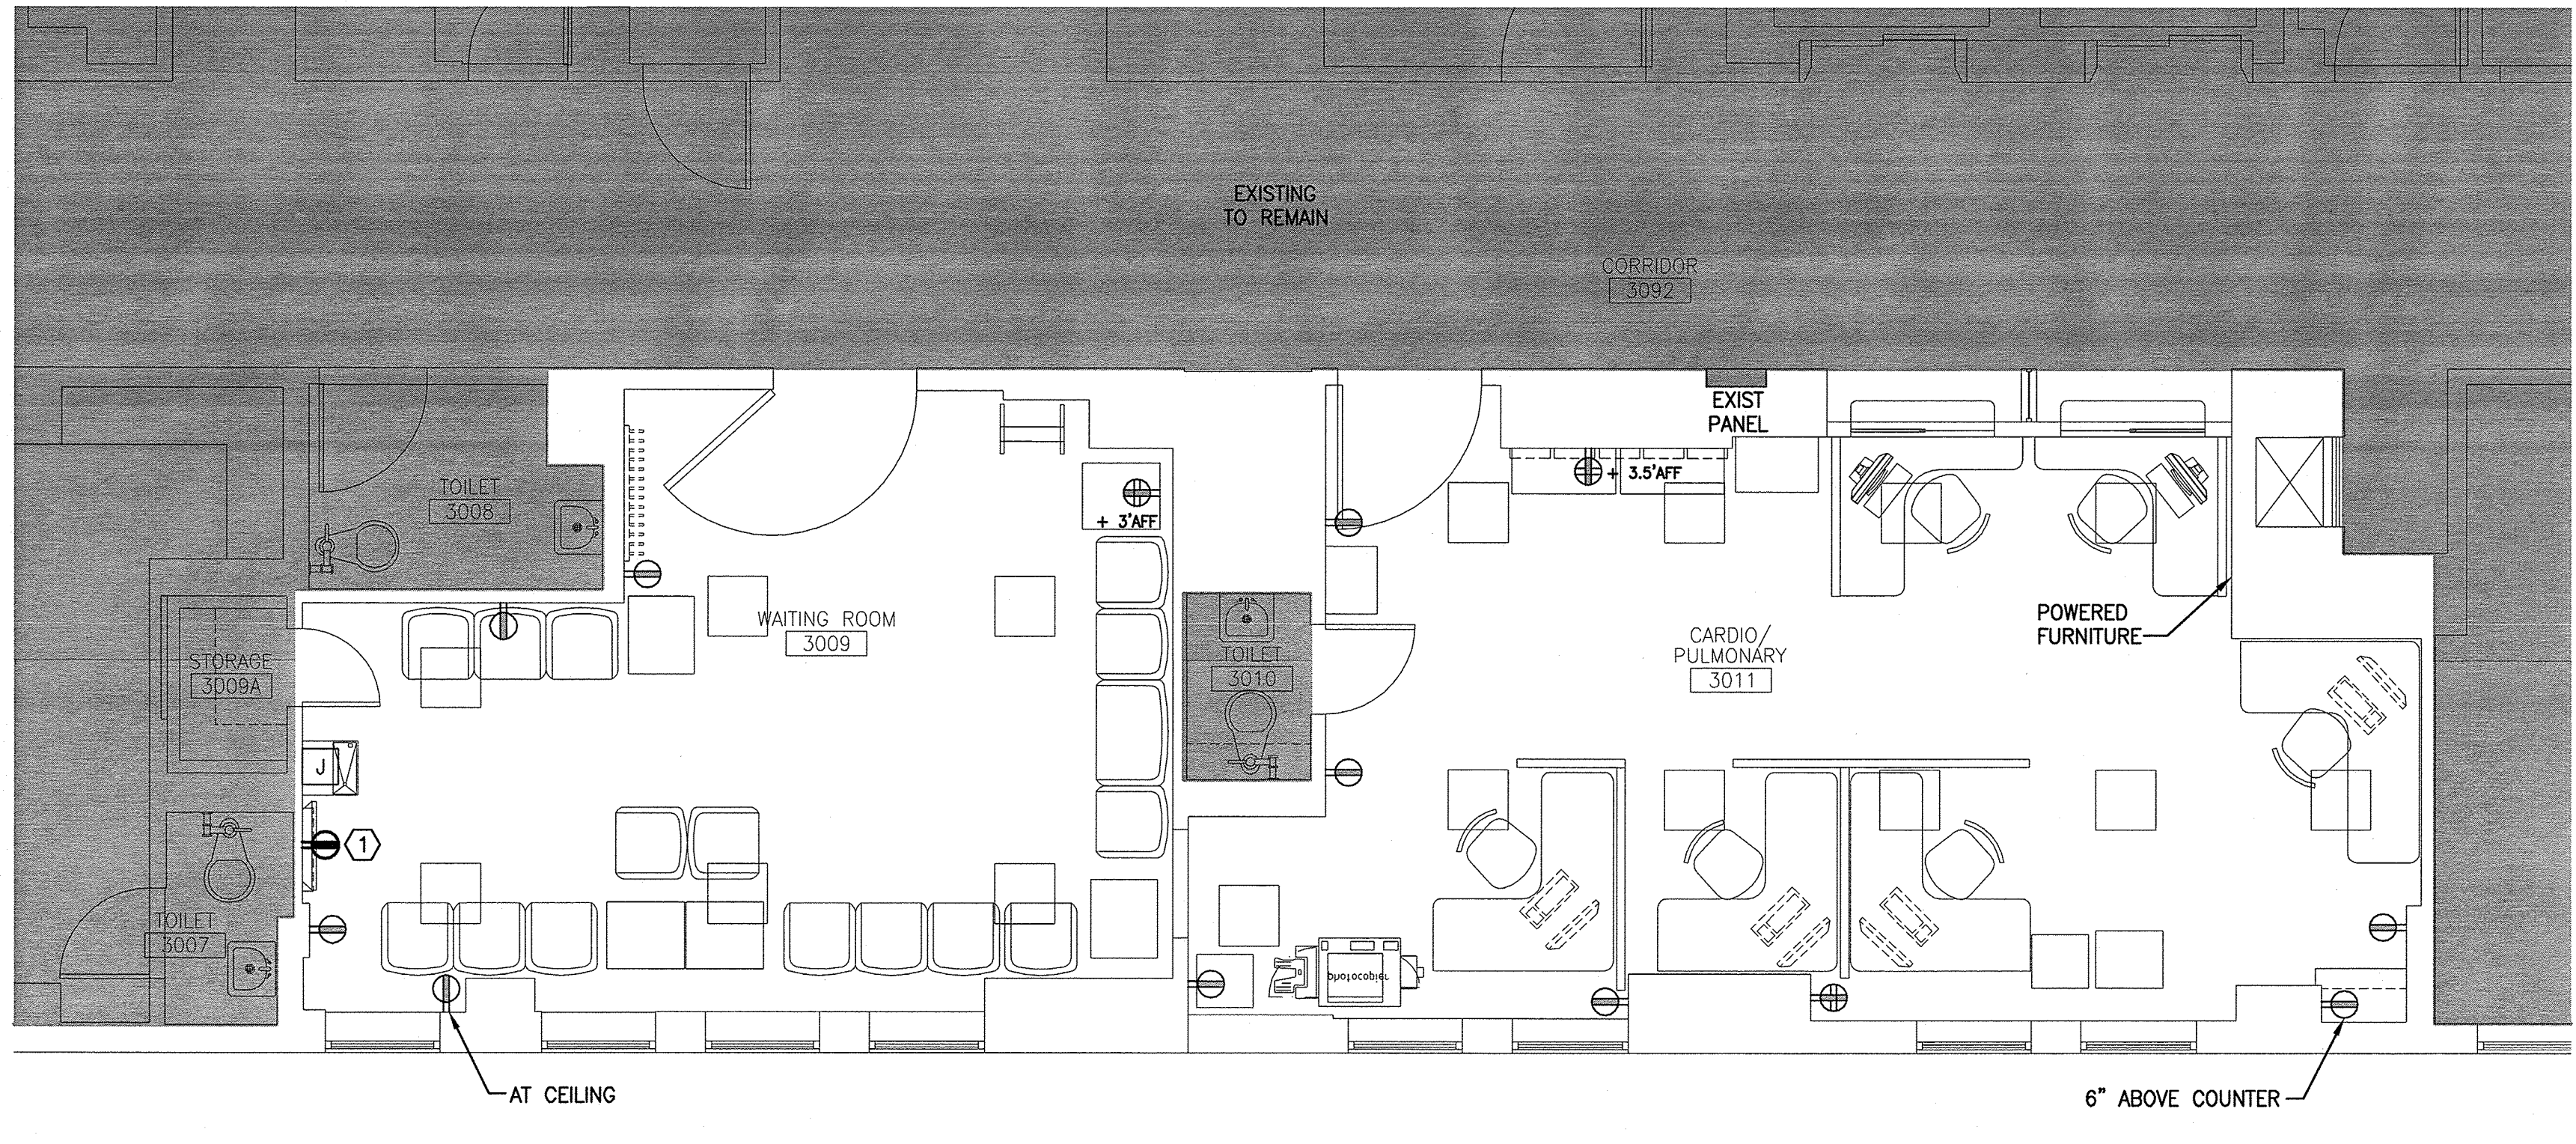 EXISTING
TO REMAIN
CORRIDOR
3092
EXIST
PANEL
+ 3.5'AFF
TOILET
3008
+ 3'AFF
WAITING ROOM
3009
POWERED
FURNITURE
CARDIO/
PULMONARY
3011
STORAGE
3009A
TOILET
3010
J
1
TOILET
3007
photocopier
AT CEILING
6" ABOVE COUNTER